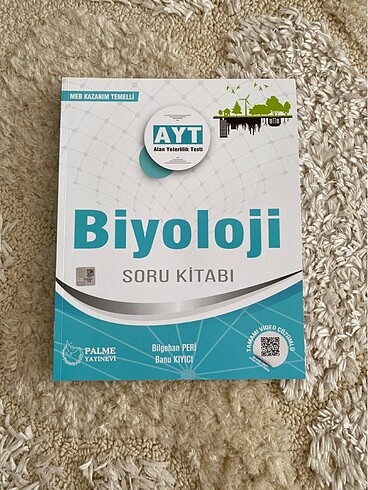 MEB KAZANIM TEMELLİ
AYT
Alan Yeterlilik Testi
Biyoloji
SORU KİTABI
TAMAMI VİDEO ÇÖZÜMLÜ
PALME
YAYINEVİ
Bilgehan PERİ
Banu KIYICI